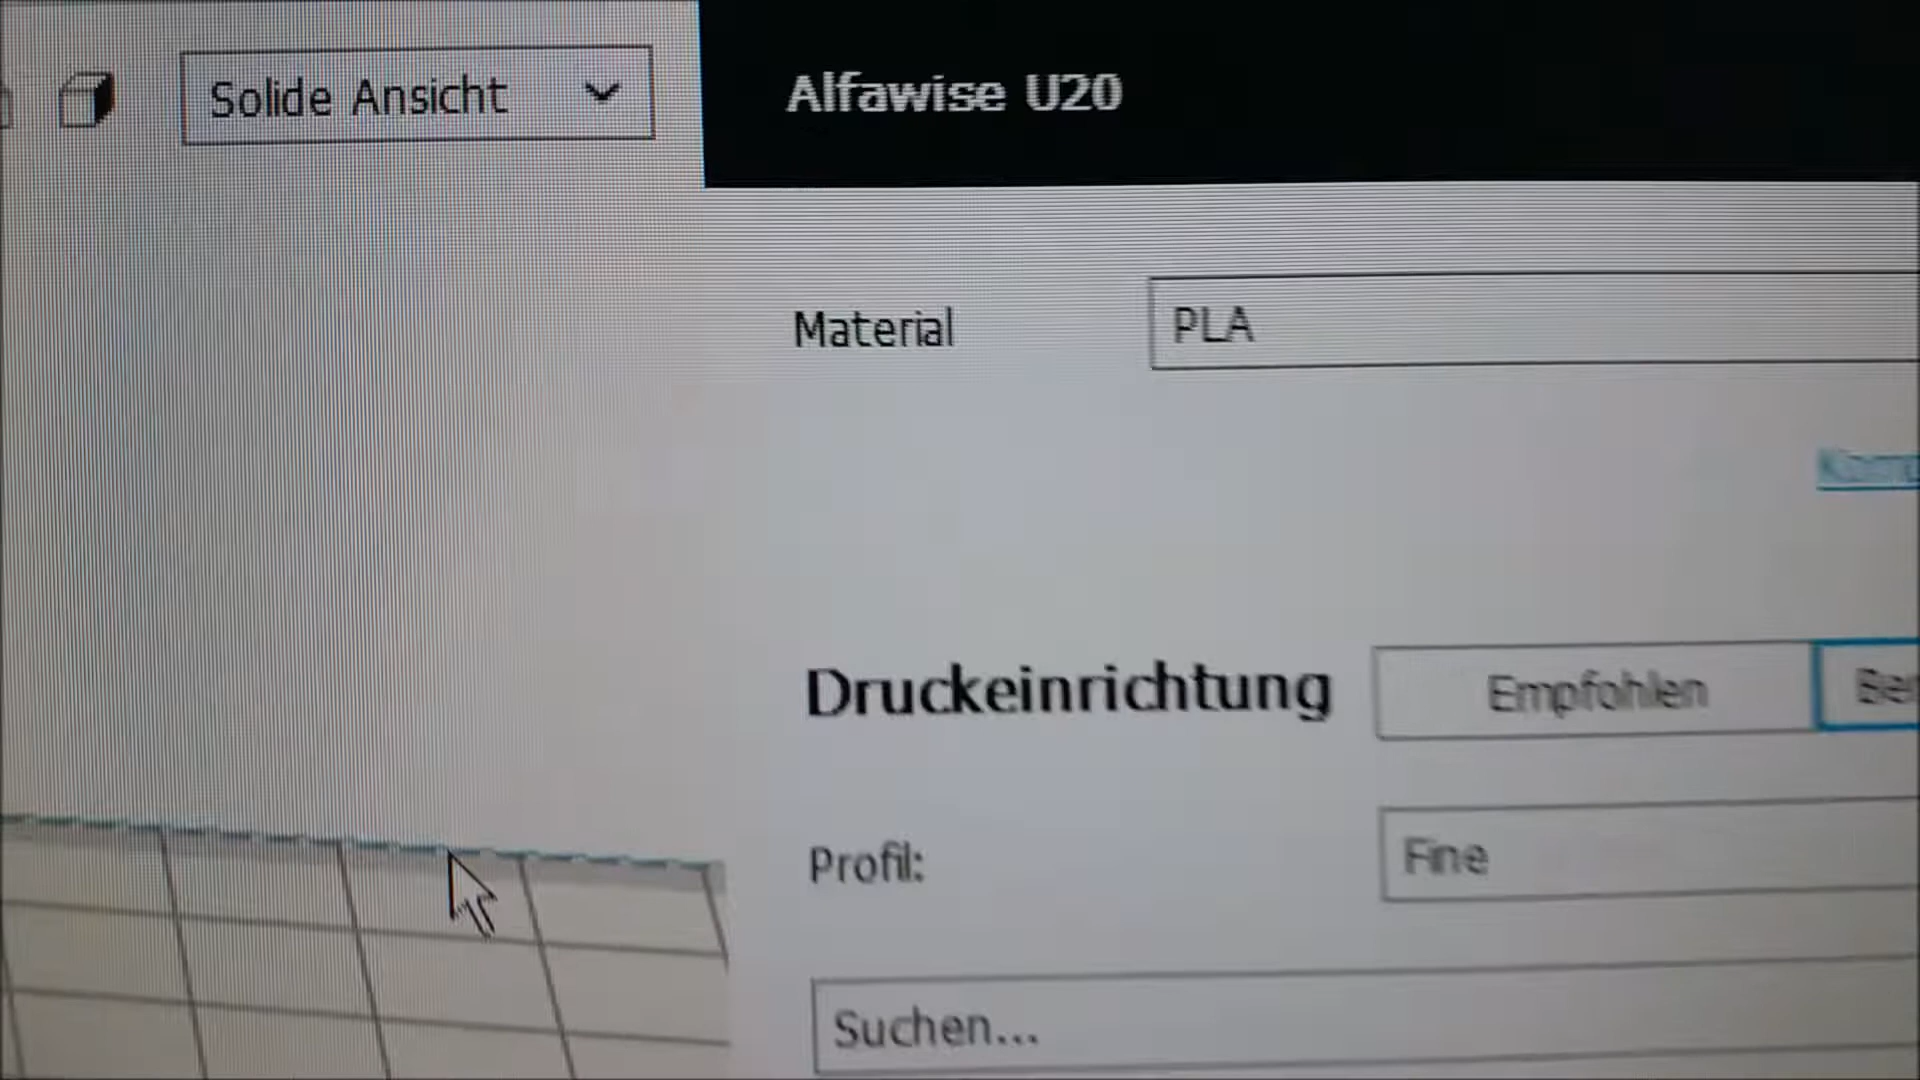 Solide Ansicht
Alfawise U20
Material
PLA
Druckeinrichtung
Empfohlen
Profil:
Fine
Suchen...